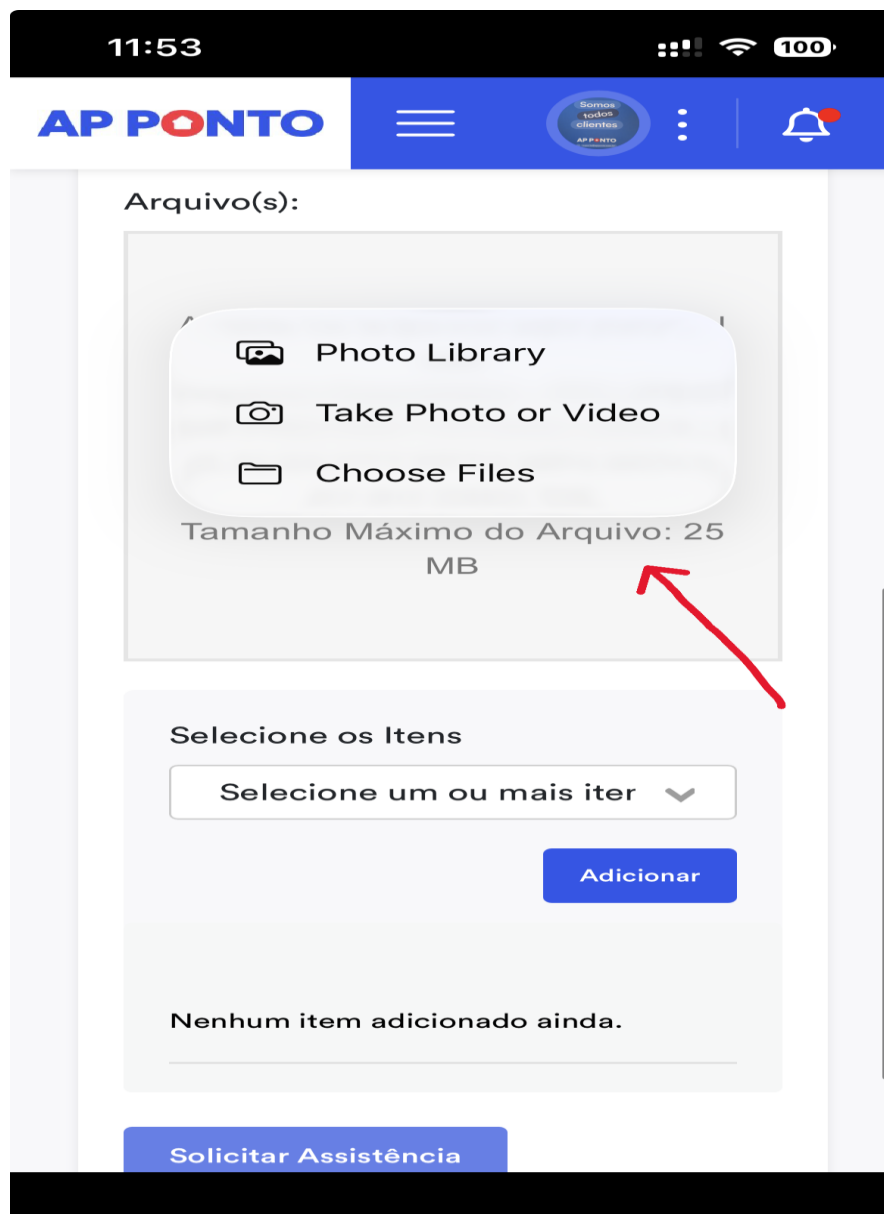 11:53
100
AP PONTO
Somos
todos
clientes
AP PONTO
Arquivo(s):
Photo Library
Take Photo or Video
Choose Files
Tamanho Máximo do Arquivo: 25
MB
Selecione os Itens
Selecione um ou mais iter
Adicionar
Nenhum item adicionado ainda.
Solicitar Assistência